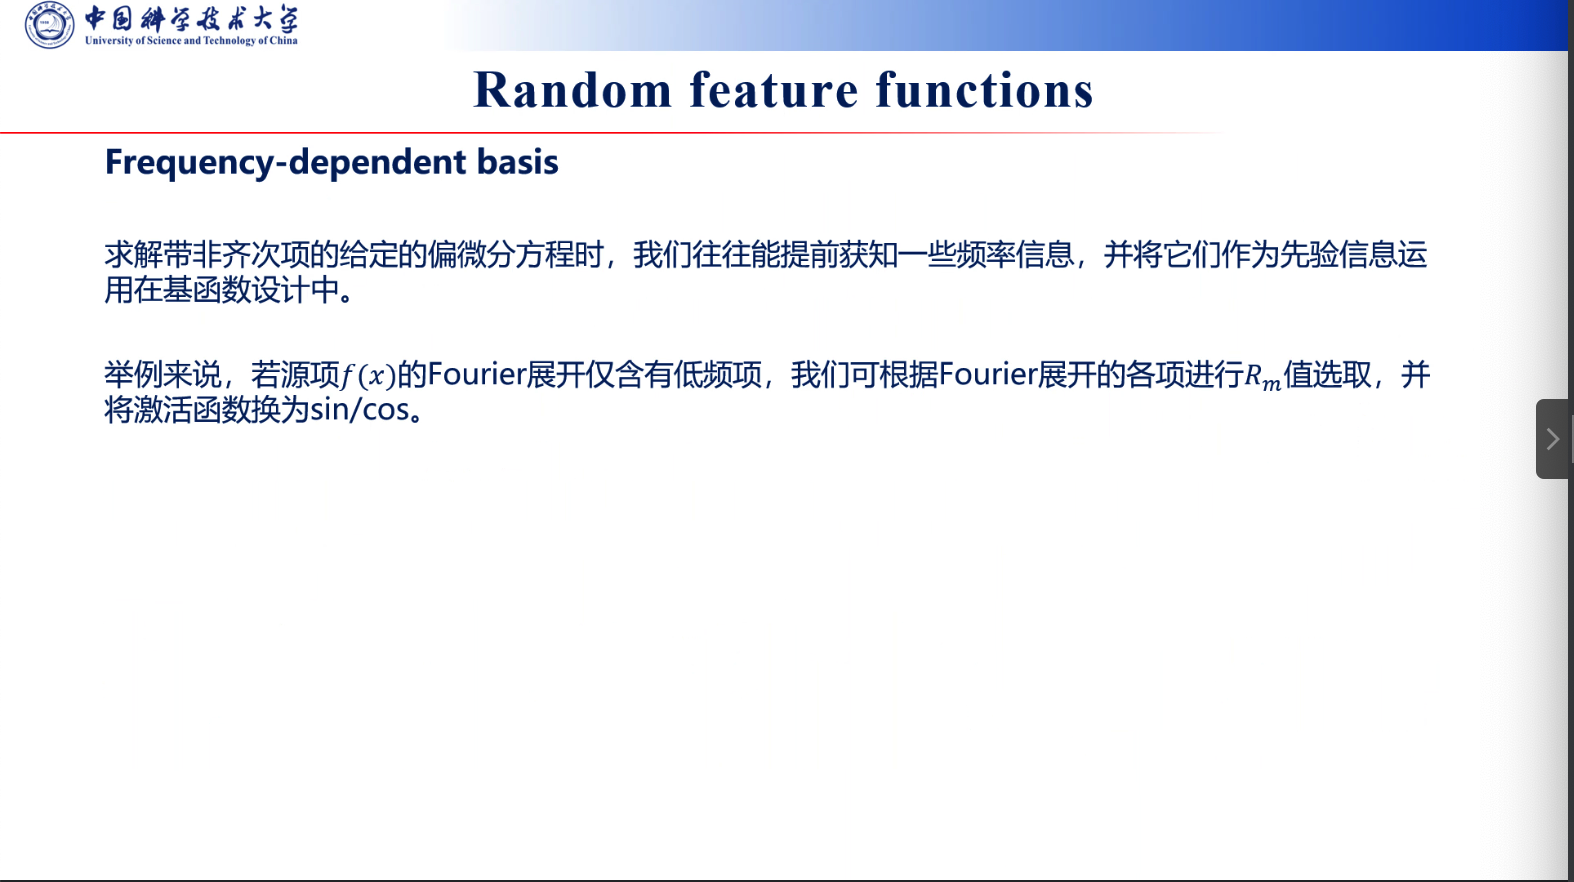 中国科学技术大学
University of Science and Technology of China
Random feature functions
Frequency-dependent basis
求解带非齐次项的给定的偏微分方程时，我们往往能提前获知一些频率信息，并将它们作为先验信息运
用在基函数设计中。
举例来说，若源项f(x)的Fourier展开仅含有低频项，我们可根据Fourier展开的各项进行Rₘ值选取，并
将激活函数换为sin/cos。